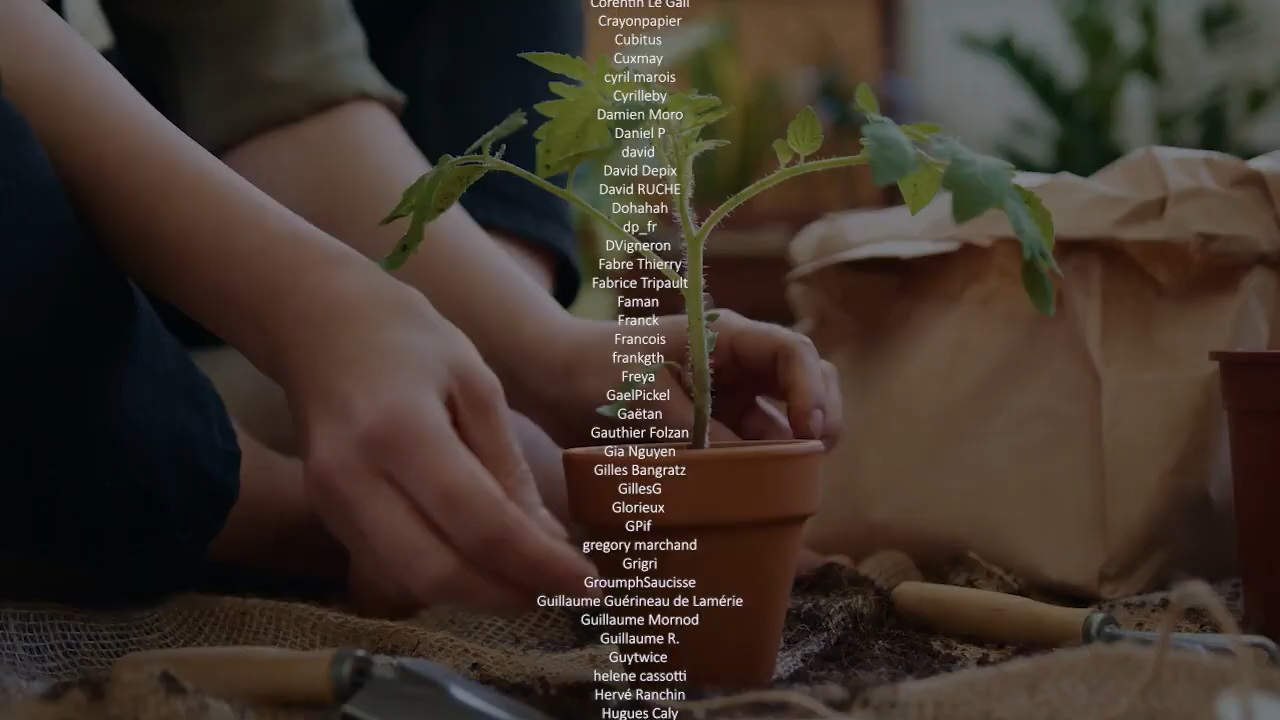 Corentin Le Gall
Crayonpapier
Cubitus
Cuxmay
cyril marois
Cyrilleby
Damien Moro
Daniel P
david
David Depix
David RUCHE
Dohahah
dp_fr
DVigneron
Fabre Thierry
Fabrice Tripault
Faman
Franck
Francois
frankgth
Freya
GaelPickel
Gaëtan
Gauthier Folzan
Gia Nguyen
Gilles Bangratz
GillesG
Glorieux
GPif
gregory marchand
Grigri
GroumphSaucisse
Guillaume Guérineau de Lamérie
Guillaume Mornod
Guillaume R.
Guytwice
helene cassotti
Hervé Ranchin
Hugues Caly